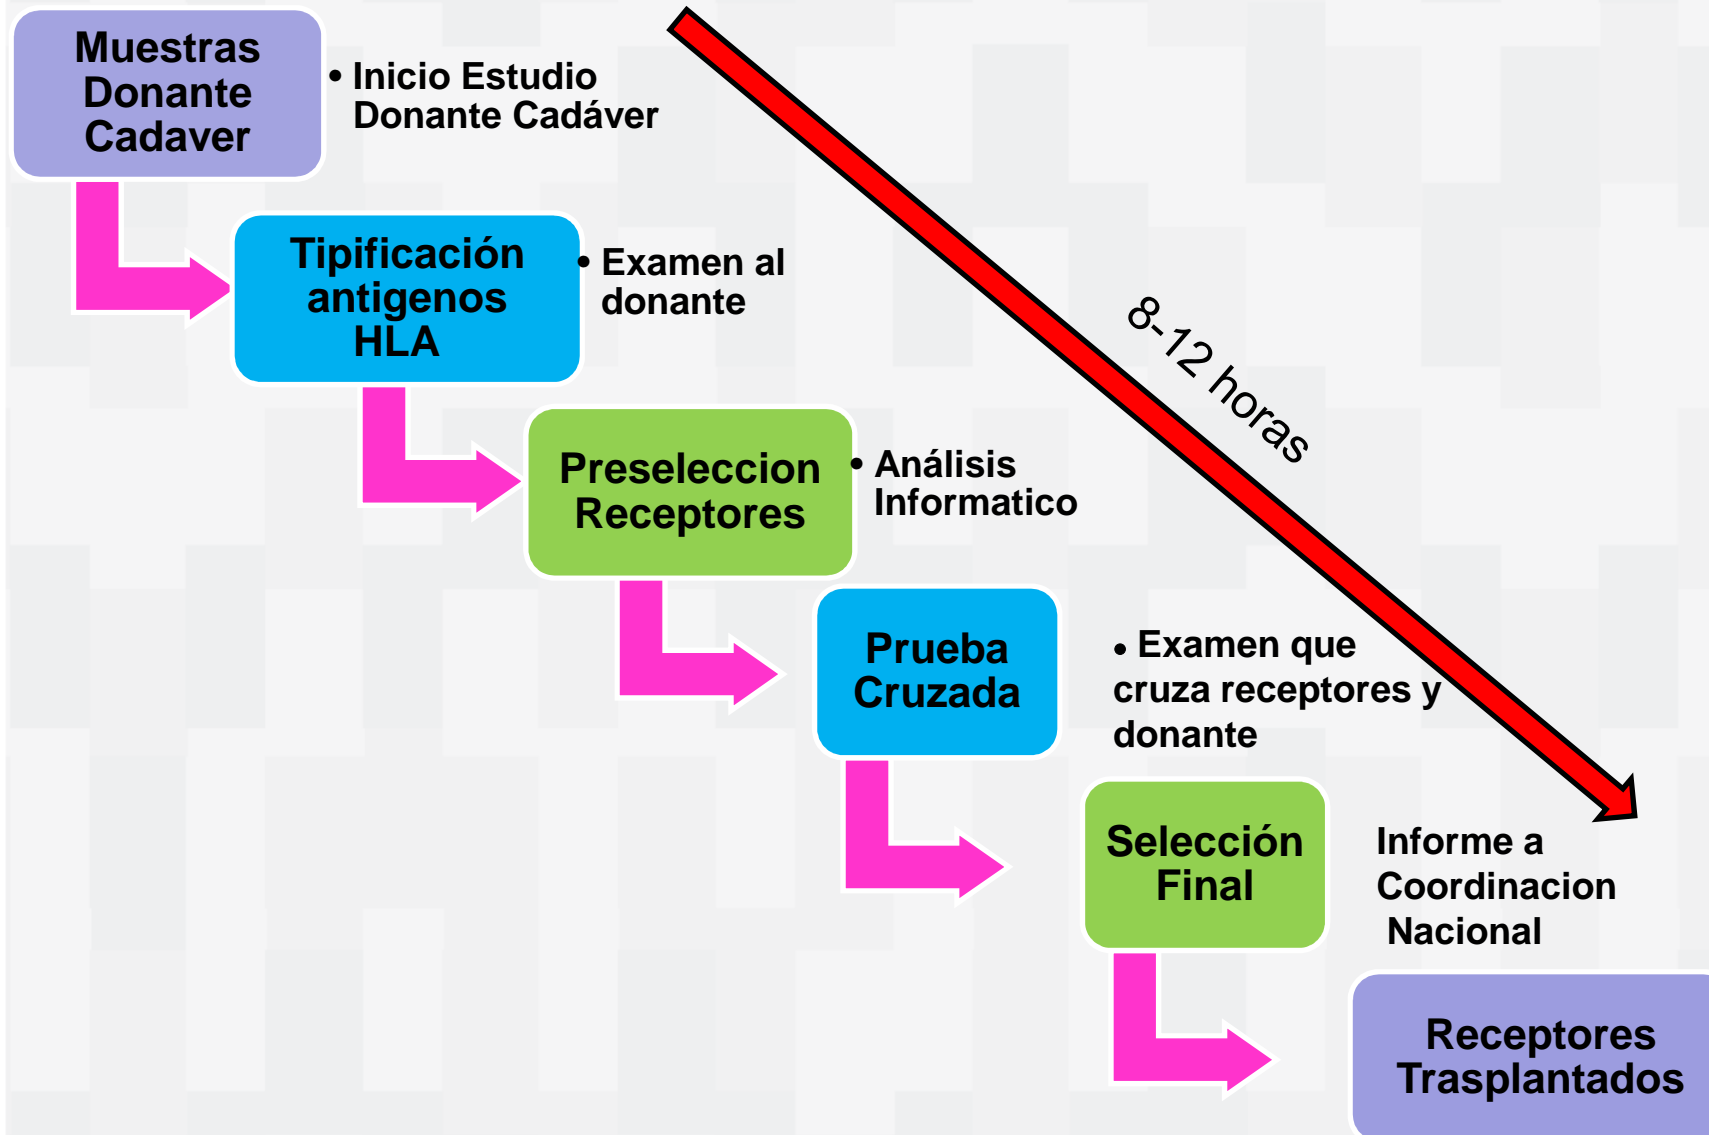 Muestras
Donante
Cadaver
• Inicio Estudio
Donante Cadáver
Tipificación
antigenos
HLA
• Examen al
donante
8-12 horas
Preseleccion
Receptores
• Análisis
Informatico
Prueba
Cruzada
• Examen que
cruza receptores y
donante
Selección
Final
Informe a
Coordinacion
Nacional
Receptores
Trasplantados